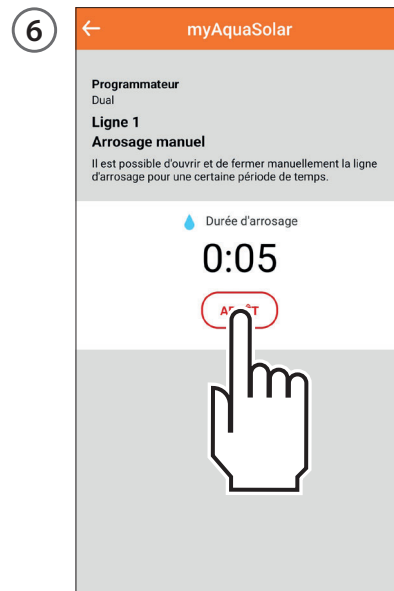 6
myAquaSolar
Programmateur
Dual
Ligne 1
Arrosage manuel
Il est possible d'ouvrir et de fermer manuellement la ligne
d'arrosage pour une certaine période de temps.
Durée d'arrosage
0:05